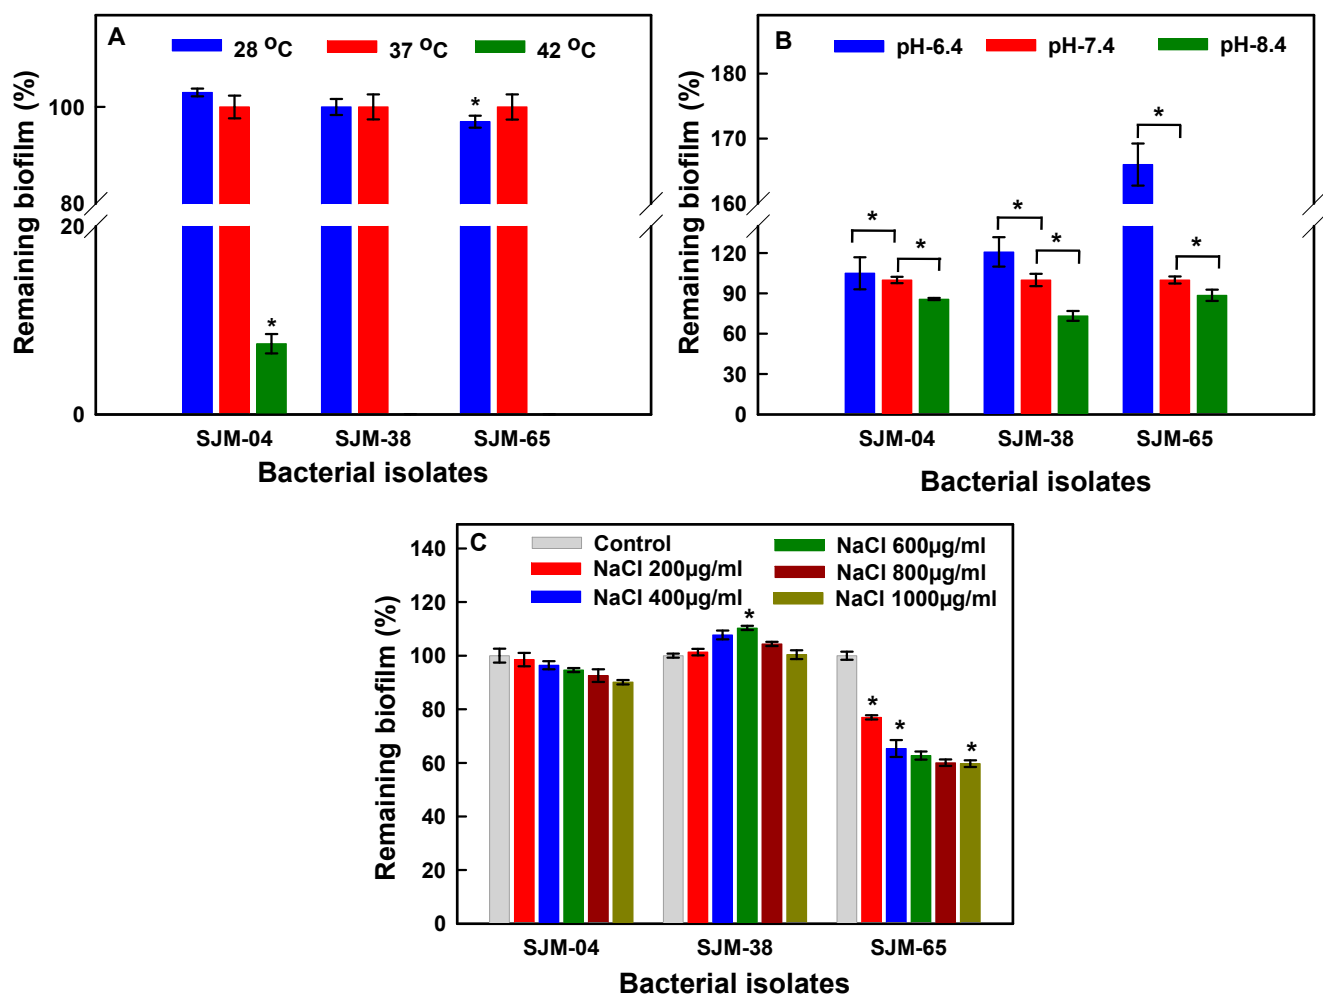 A
28 °C
37 °C
42 °C
Remaining biofilm (%)
100
80
20
0
*
*
SJM-04
SJM-38
SJM-65
Bacterial isolates
B
pH-6.4
pH-7.4
pH-8.4
Remaining biofilm (%)
180
170
160
120
90
60
30
0
*
*
*
*
*
*
SJM-04
SJM-38
SJM-65
Bacterial isolates
C
Control
NaCl 200µg/ml
NaCl 400µg/ml
NaCl 600µg/ml
NaCl 800µg/ml
NaCl 1000µg/ml
Remaining biofilm (%)
140
120
100
80
60
40
20
0
*
*
*
*
SJM-04
SJM-38
SJM-65
Bacterial isolates